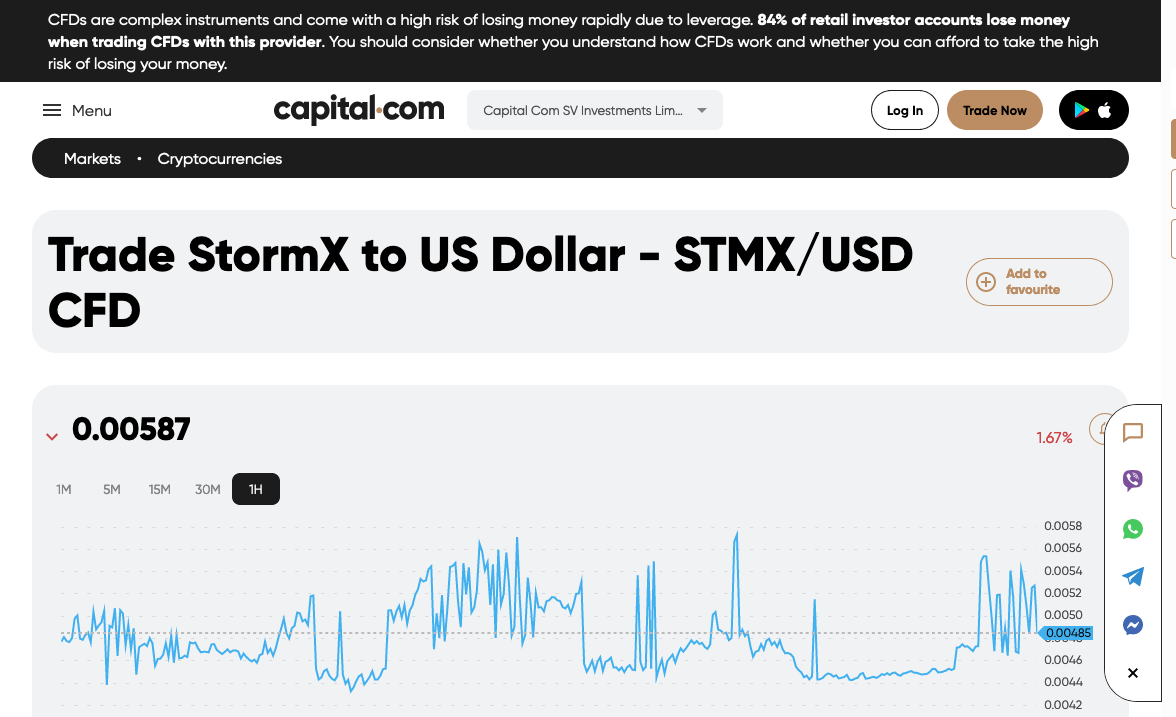 CFDs are complex instruments and come with a high risk of losing money rapidly due to leverage. 84% of retail investor accounts lose money
when trading CFDs with this provider. You should consider whether you understand how CFDs work and whether you can afford to take the high
risk of losing your money.
Menu
capital.com
Capital Com SV Investments Lim...
Log In
Trade Now
Markets • Cryptocurrencies
Trade StormX to US Dollar - STMX/USD
CFD
Add to
favourite
0.00587
1.67%
1M 5M 15M 30M 1H
0.0058
0.0056
0.0054
0.0052
0.0050
0.00485
0.0046
0.0044
0.0042